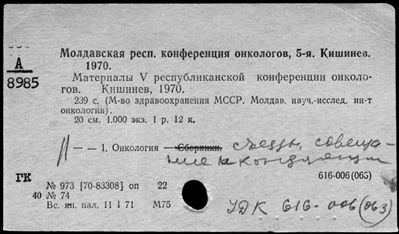 Молдавская респ. конференция онкологов, 5-я. Кишинев.
1970.
А
8985
Материалы V республиканской конференции онколо-
гов. Кишинев, 1970.
239 с. (М-во здравоохранения МССР. Молдав. науч.-исслед. ин-т
онкологии).
20 см. 1.000 экз. 1 р. 12 к.
— — 1. Онкология — Сборники. съезды, совеща-
ние и конференции
ГК
616-006(063)
№ 973 [70-83308] оп 22
40 № 74
Вс. кн. пал. 11 I 71 М75
УДК 616-006(063)